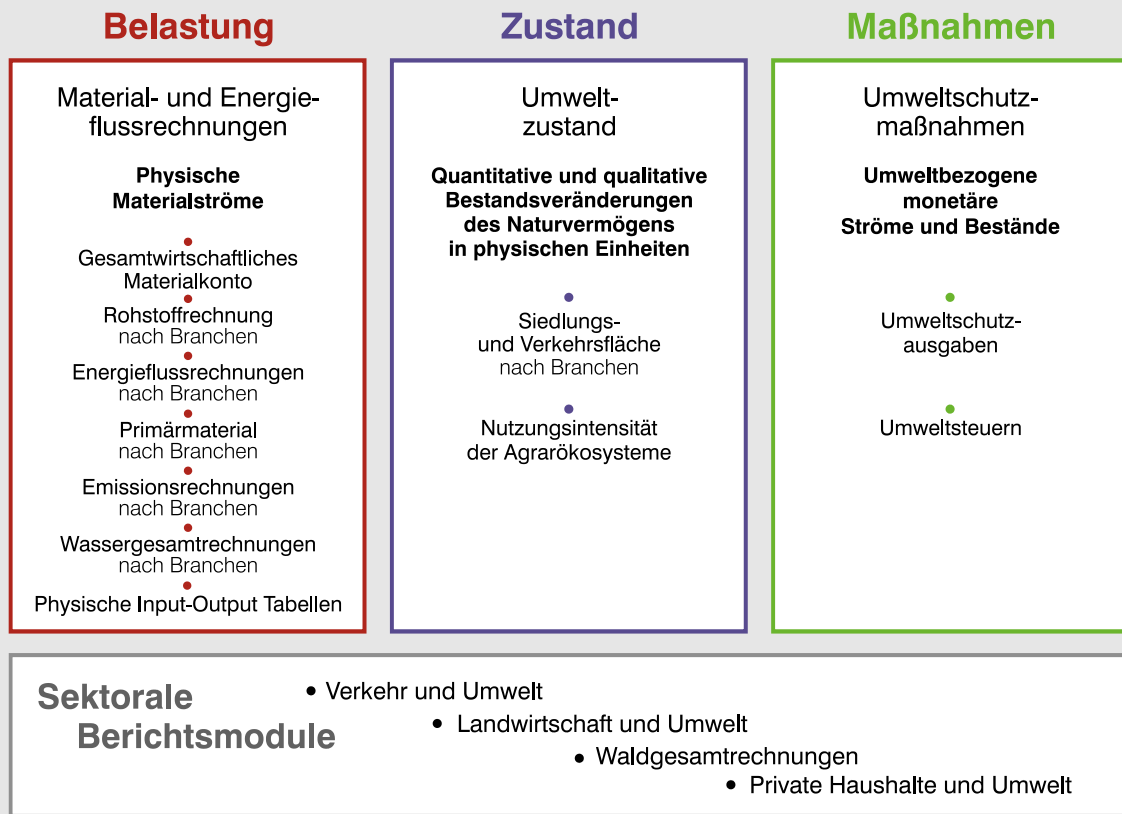 Belastung
Material- und Energie-
flussrechnungen
Physische
Materialströme
• Gesamtwirtschaftliches
Materialkonto
• Rohstoffrechnung
nach Branchen
• Energieflussrechnungen
nach Branchen
• Primärmaterial
nach Branchen
• Emissionsrechnungen
nach Branchen
• Wassergesamtrechnungen
nach Branchen
• Physische Input-Output Tabellen
Zustand
Umwelt-
zustand
Quantitative und qualitative
Bestandsveränderungen
des Naturvermögens
in physischen Einheiten
• Siedlungs-
und Verkehrsfläche
nach Branchen
• Nutzungsintensität
der Agrarökosysteme
Maßnahmen
Umweltschutz-
maßnahmen
Umweltbezogene
monetäre
Ströme und Bestände
• Umweltschutz-
ausgaben
• Umweltsteuern
Sektorale
Berichtsmodule
• Verkehr und Umwelt
• Landwirtschaft und Umwelt
• Waldgesamtrechnungen
• Private Haushalte und Umwelt